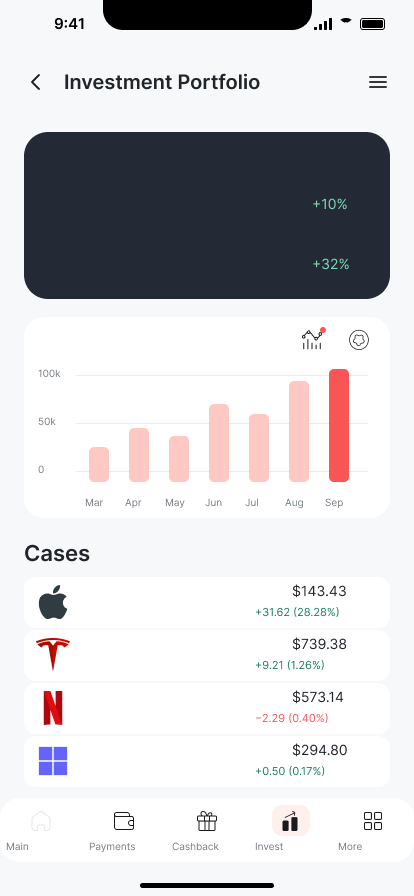 9:41
Investment Portfolio
+10%
+32%
100k
50k
0
Mar Apr May Jun Jul Aug Sep
Cases
$143.43
+31.62 (28.28%)
$739.38
+9.21 (1.26%)
$573.14
−2.29 (0.40%)
$294.80
+0.50 (0.17%)
Main Payments Cashback Invest More